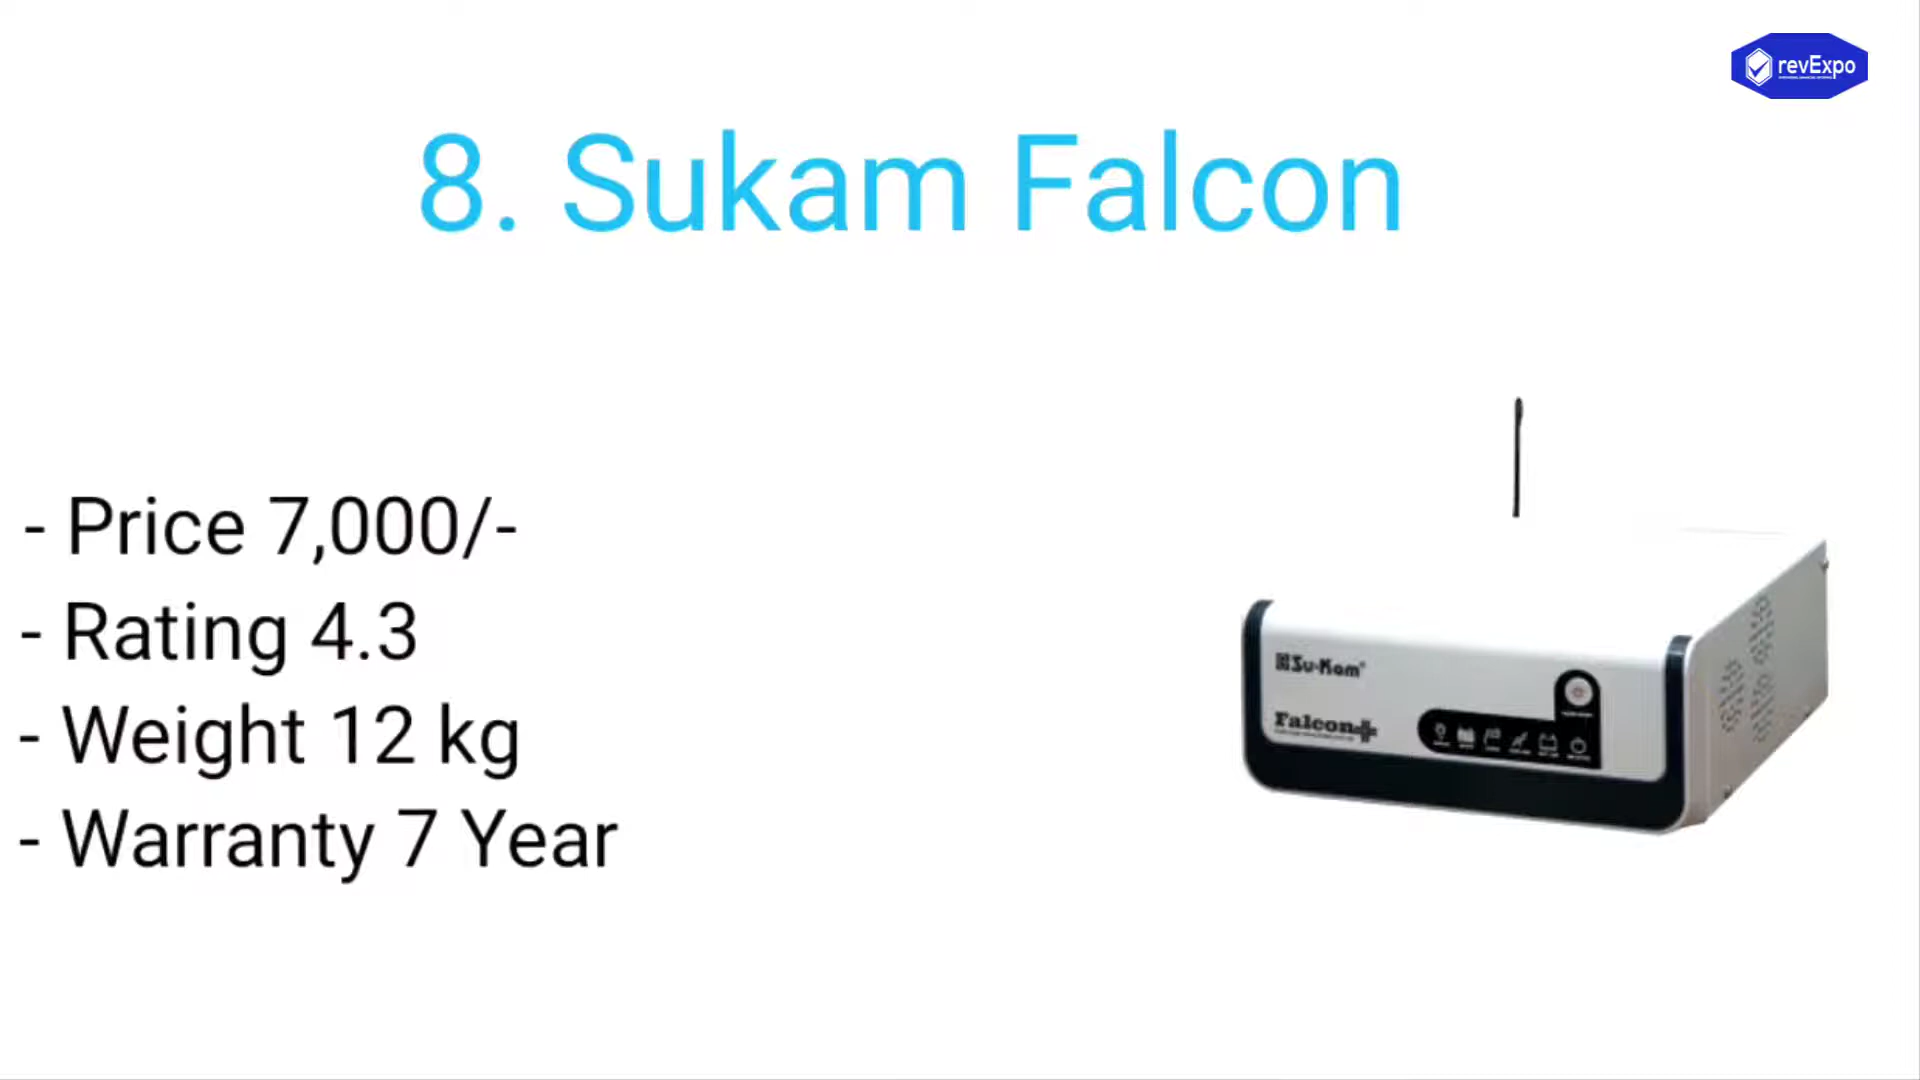 revExpo
8. Sukam Falcon
- Price 7,000/-
- Rating 4.3
- Weight 12 kg
- Warranty 7 Year
Su-Kam
Falcon+